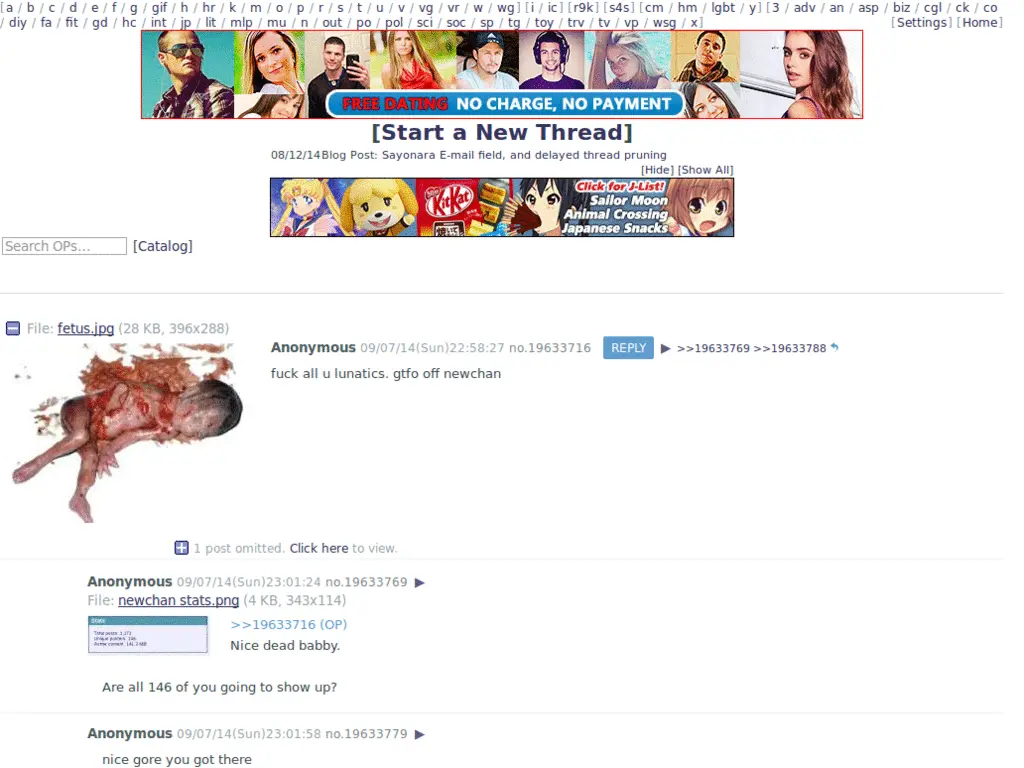 [a / b / c / d / e / f / g / gif / h / hr / k / m / o / p / r / s / t / u / v / vg / vr / w / wg] [i / ic] [r9k] [s4s] [cm / hm / lgbt / y] [3 / adv / an / asp / biz / cgl / ck / co
/ diy / fa / fit / gd / hc / int / jp / lit / mlp / mu / n / out / po / pol / sci / soc / sp / tg / toy / trv / tv / vp / wsg / x] [Settings] [Home]
FREE DATING NO CHARGE, NO PAYMENT
[Start a New Thread]
08/12/14Blog Post: Sayonara E-mail field, and delayed thread pruning
[Hide] [Show All]
KitKat
Click for J-List!
Sailor Moon
Animal Crossing
Japanese Snacks
Search OPs... [Catalog]
File: fetus.jpg (28 KB, 396x288)
Anonymous 09/07/14(Sun)22:58:27 no.19633716 REPLY ▶ >>19633769 >>19633788
fuck all u lunatics. gtfo off newchan
1 post omitted. Click here to view.
Anonymous 09/07/14(Sun)23:01:24 no.19633769 ▶
File: newchan stats.png (4 KB, 343x114)
>>19633716 (OP)
Nice dead babby.
Are all 146 of you going to show up?
Anonymous 09/07/14(Sun)23:01:58 no.19633779 ▶
nice gore you got there